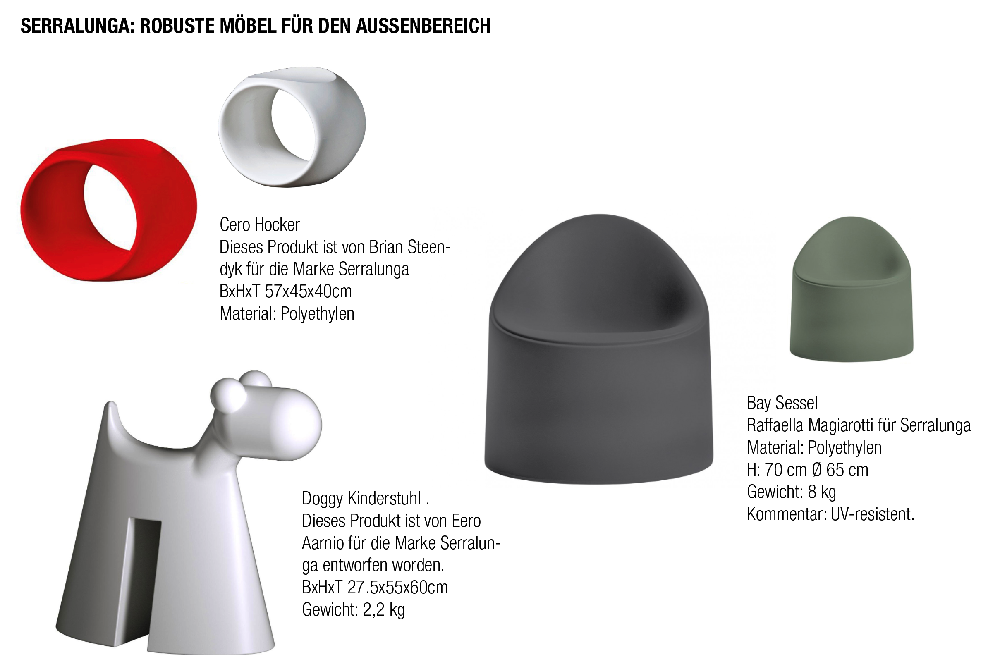 SERRALUNGA: ROBUSTE MÖBEL FÜR DEN AUSSENBEREICH
Cero Hocker
Dieses Produkt ist von Brian Steen-
dyk für die Marke Serralunga
BxHxT 57x45x40cm
Material: Polyethylen
Bay Sessel
Raffaella Magiarotti für Serralunga
Material: Polyethylen
H: 70 cm Ø 65 cm
Gewicht: 8 kg
Kommentar: UV-resistent.
Doggy Kinderstuhl .
Dieses Produkt ist von Eero
Aarnio für die Marke Serralun-
ga entworfen worden.
BxHxT 27.5x55x60cm
Gewicht: 2,2 kg